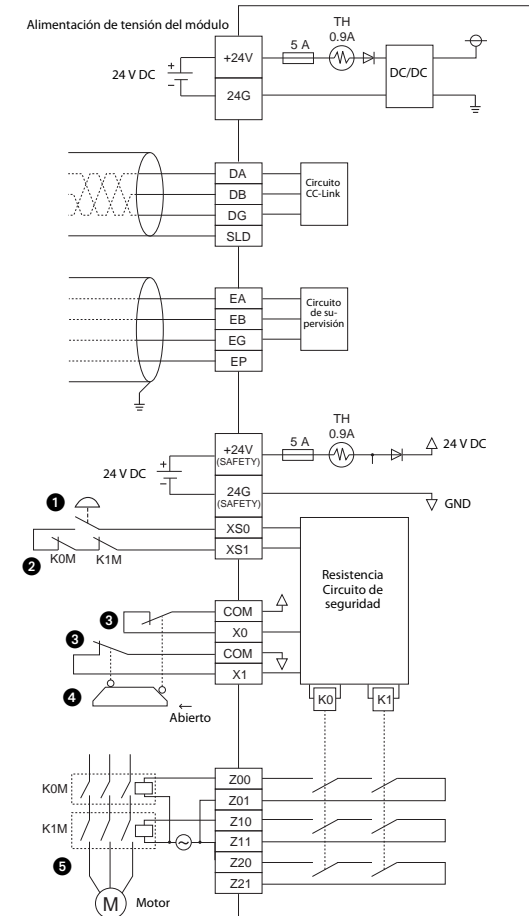 Alimentación de tensión del módulo
TH
0.9A
5 A
+24V
24 V DC
+
–
24G
DC/DC
DA
DB
DG
SLD
Circuito
CC-Link
EA
EB
EG
EP
Circuito
de su-
pervisión
TH
0.9A
5 A
24 V DC
+24V
(SAFETY)
24 V DC
+
–
24G
(SAFETY)
GND
1
XS0
XS1
2
K0M
K1M
Resistencia
Circuito de
seguridad
COM
3
X0
3
COM
X1
4
←
Abierto
K0
K1
K0M
Z00
Z01
K1M
Z10
Z11
5
Z20
Z21
M
Motor